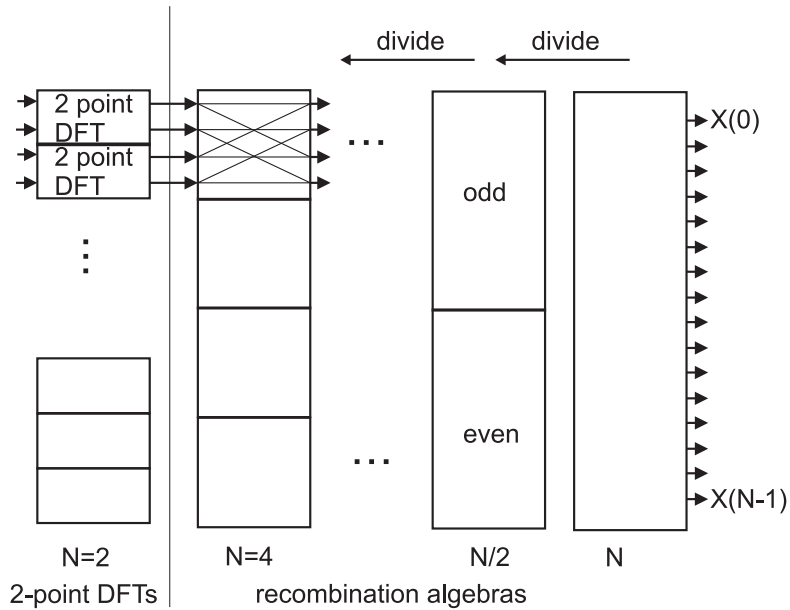 divide divide
2 point
DFT
2 point
DFT
...
X(0)
odd
...
even
...
X(N-1)
N=2 N=4 N/2 N
2-point DFTs recombination algebras